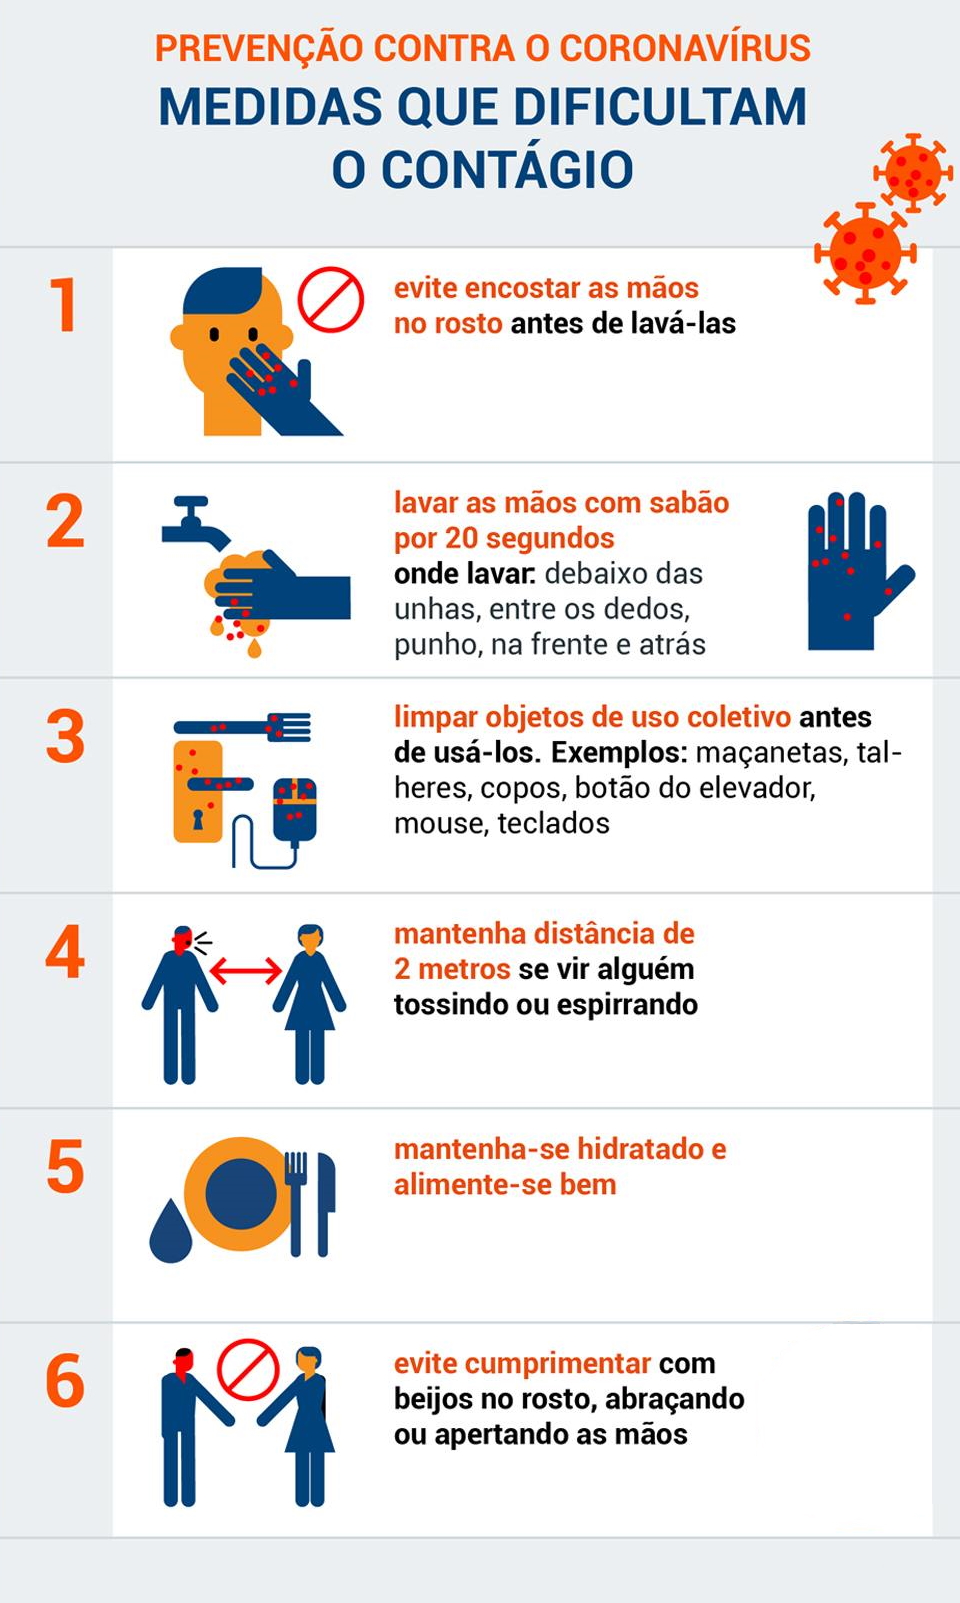 PREVENÇÃO CONTRA O CORONAVÍRUS
MEDIDAS QUE DIFICULTAM
O CONTÁGIO
1
evite encostar as mãos
no rosto antes de lavá-las
2
lavar as mãos com sabão
por 20 segundos
onde lavar: debaixo das
unhas, entre os dedos,
punho, na frente e atrás
3
limpar objetos de uso coletivo antes
de usá-los. Exemplos: maçanetas, tal-
heres, copos, botão do elevador,
mouse, teclados
4
mantenha distância de
2 metros se vir alguém
tossindo ou espirrando
5
mantenha-se hidratado e
alimente-se bem
6
evite cumprimentar com
beijos no rosto, abraçando
ou apertando as mãos